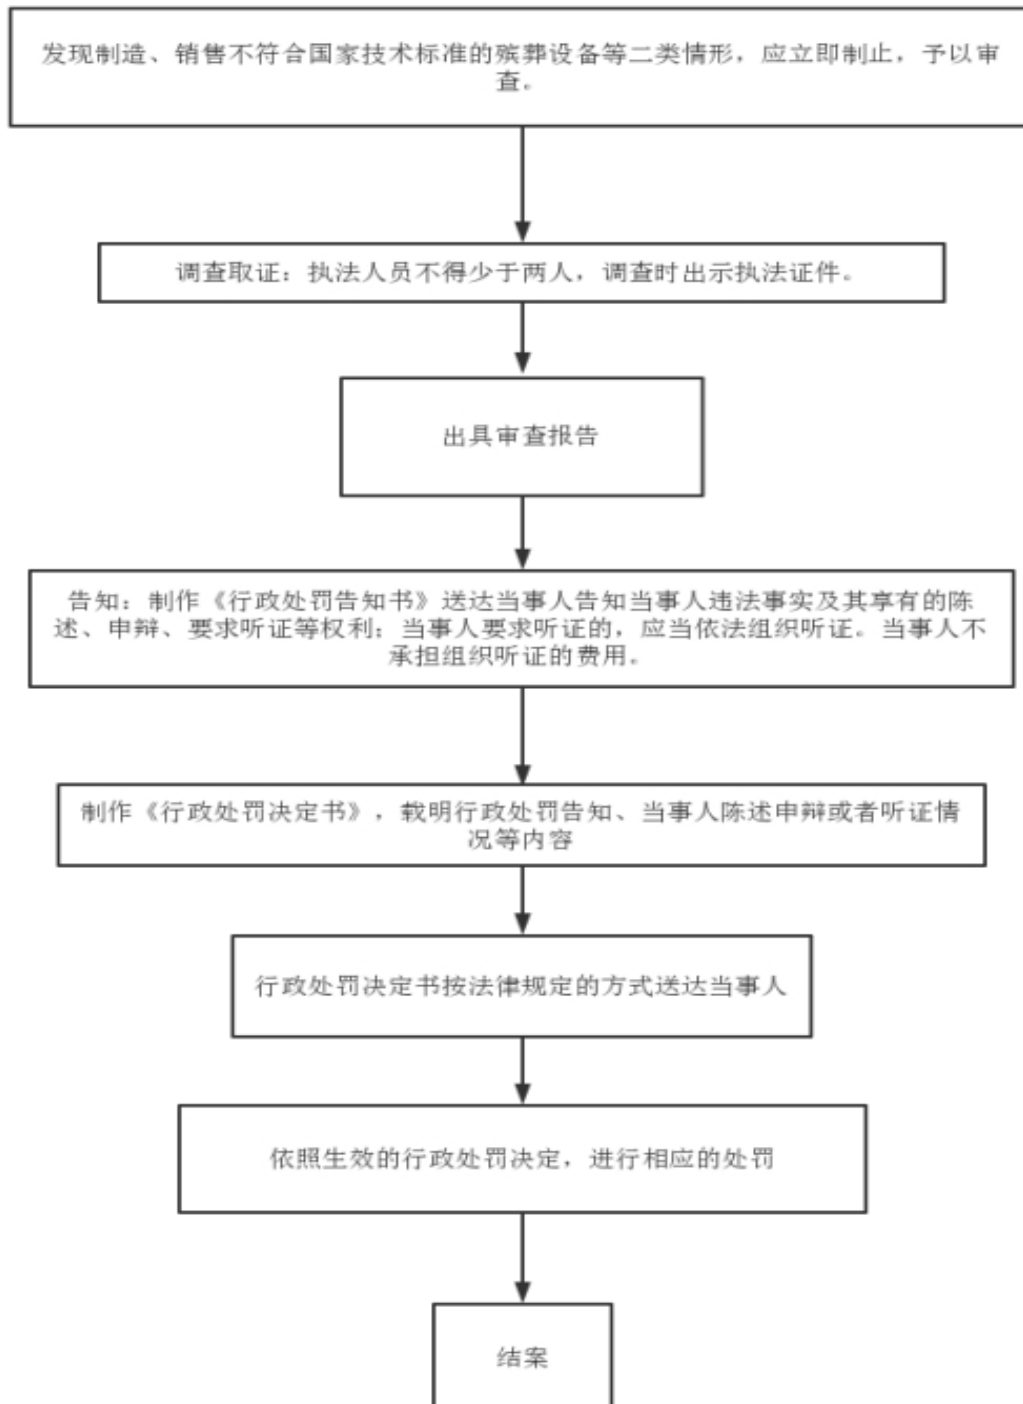 发现制造、销售不符合国家技术标准的殡葬设备等二类情形，应立即制止，予以审
查。
调查取证：执法人员不得少于两人，调查时出示执法证件。
出具审查报告
告知：制作《行政处罚告知书》送达当事人告知当事人违法事实及其享有的陈
述、申辩、要求听证等权利；当事人要求听证的，应当依法组织听证。当事人不
承担组织听证的费用。
制作《行政处罚决定书》，载明行政处罚告知、当事人陈述申辩或者听证情
况等内容
行政处罚决定书按法律规定的方式送达当事人
依照生效的行政处罚决定，进行相应的处罚
结案